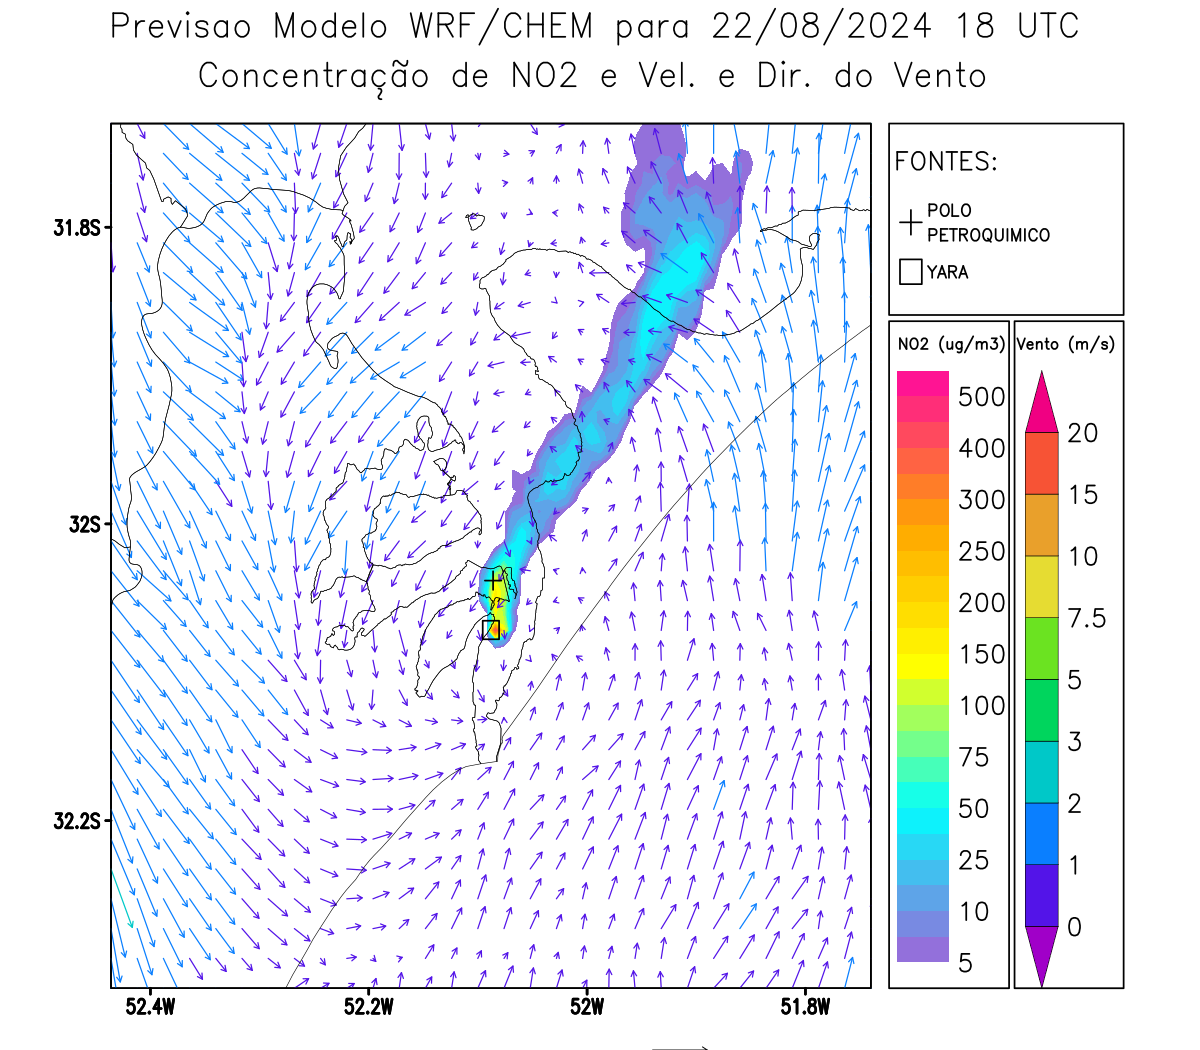 Previsao Modelo WRF/CHEM para 22/08/2024 18 UTC
Concentração de NO2 e Vel. e Dir. do Vento
FONTES:
POLO
PETROQUIMICO
YARA
NO2 (ug/m3)
500
400
300
250
200
150
100
75
50
25
10
5
Vento (m/s)
20
15
10
7.5
5
3
2
1
0
31.8S
32S
32.2S
52.4W
52.2W
52W
51.8W